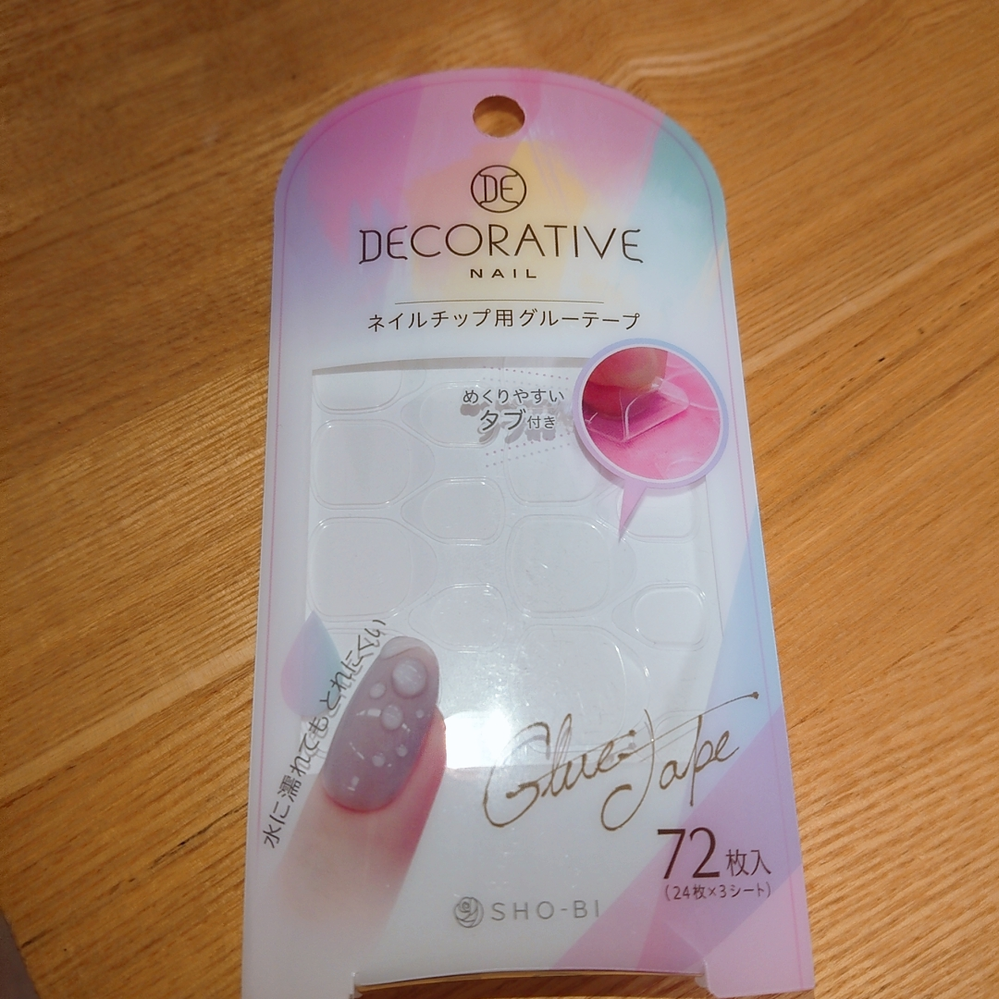 DE
DECORATIVE
NAIL
ネイルチップ用グルーテープ
めくりやすい
タブ付き
水に濡れてもとれにくい
Glue Tape
72枚入
(24枚×3シート)
SHO-BI